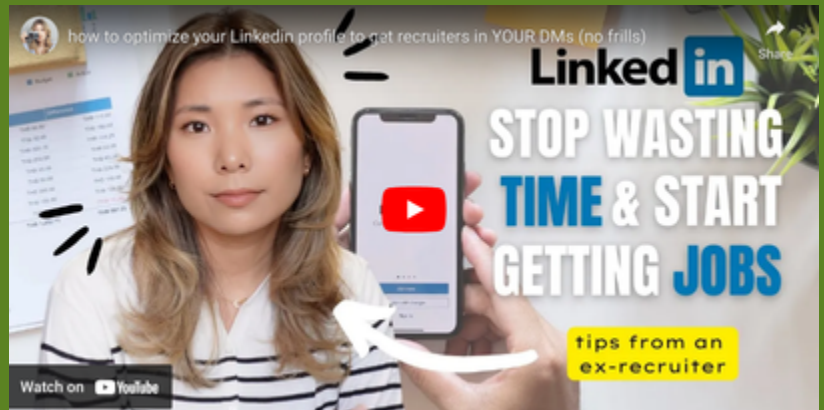 how to optimize your Linkedin profile to get recruiters in YOUR DMs (no frills)
Share
Linked in
STOP WASTING
TIME & START
GETTING JOBS
tips from an
ex-recruiter
Watch on YouTube